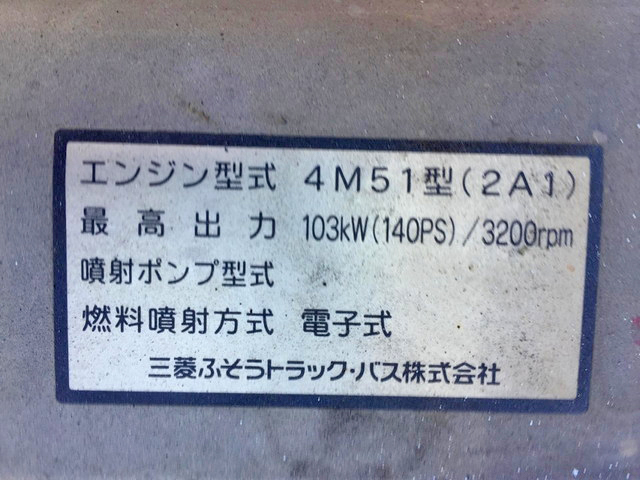 エンジン型式 4M51型(2A1)
最高出力 103kW(140PS)/3200rpm
噴射ポンプ型式
燃料噴射方式 電子式
三菱ふそうトラック・バス株式会社